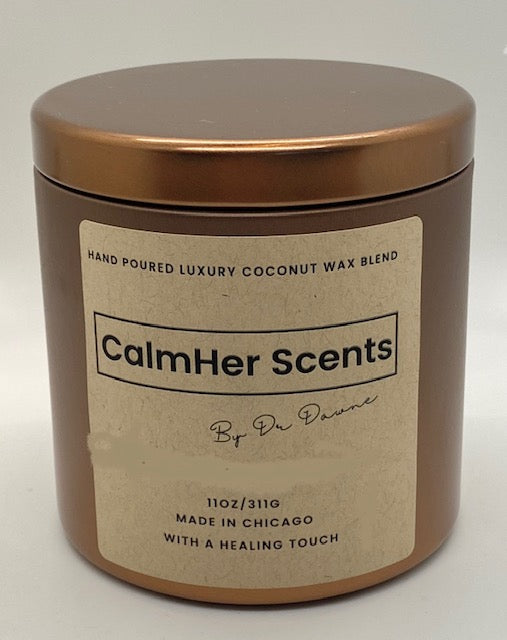 HAND POURED LUXURY COCONUT WAX BLEND
CalmHer Scents
By Dr Dawne
11OZ/311G
MADE IN CHICAGO
WITH A HEALING TOUCH